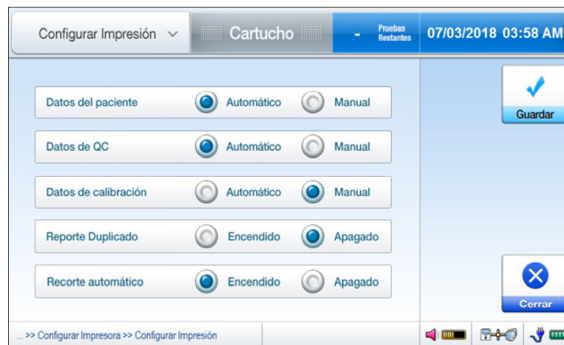 Configurar Impresión
Cartucho
- Pruebas Restantes
07/03/2018 03:58 AM
Datos del paciente Automático Manual
Guardar
Datos de QC Automático Manual
Datos de calibración Automático Manual
Reporte Duplicado Encendido Apagado
Recorte automático Encendido Apagado
Cerrar
... >> Configurar Impresora >> Configurar Impresión